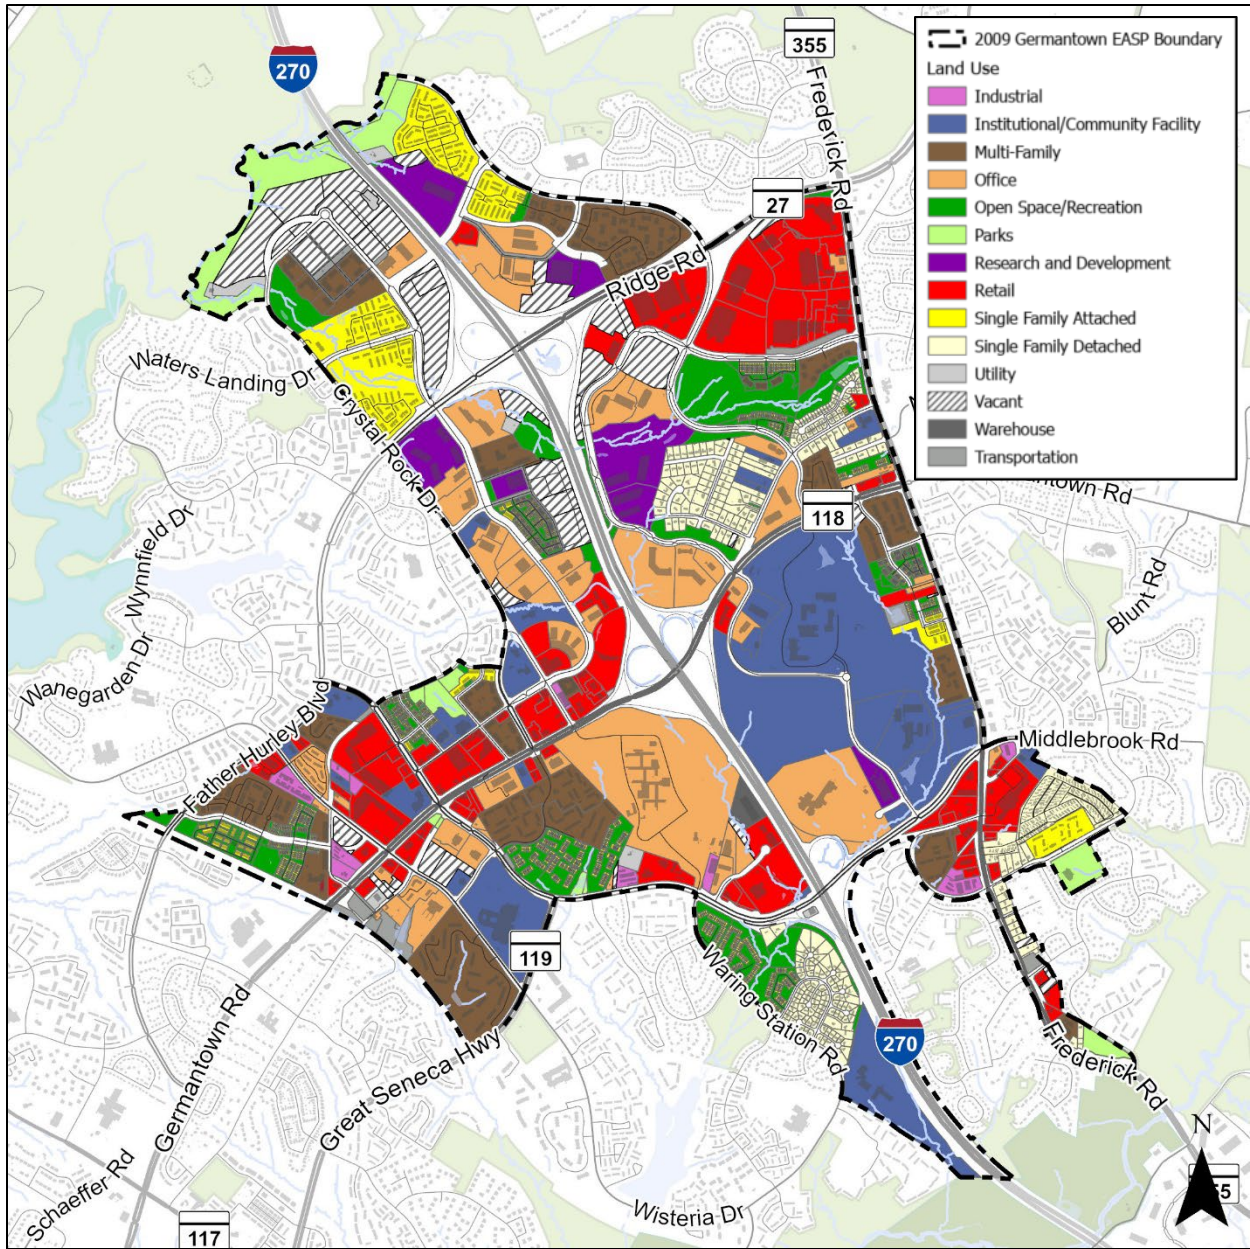 270
355
Frederick Rd
2009 Germantown EASP Boundary
Land Use
Industrial
Institutional/Community Facility
Multi-Family
Office
Open Space/Recreation
Parks
Research and Development
Retail
Single Family Attached
Single Family Detached
Utility
Vacant
Warehouse
Transportation
27
Ridge Rd
Waters Landing Dr
Crystal Rock Dr
118
Rd
Wynnfield Dr
Blunt Rd
Wanegarden Dr
Father Hurley Blvd
Middlebrook Rd
119
Waring Station Rd
270
Germantown Rd
Great Seneca Hwy
Frederick Rd
N
Schaeffer Rd
Wisteria Dr
117